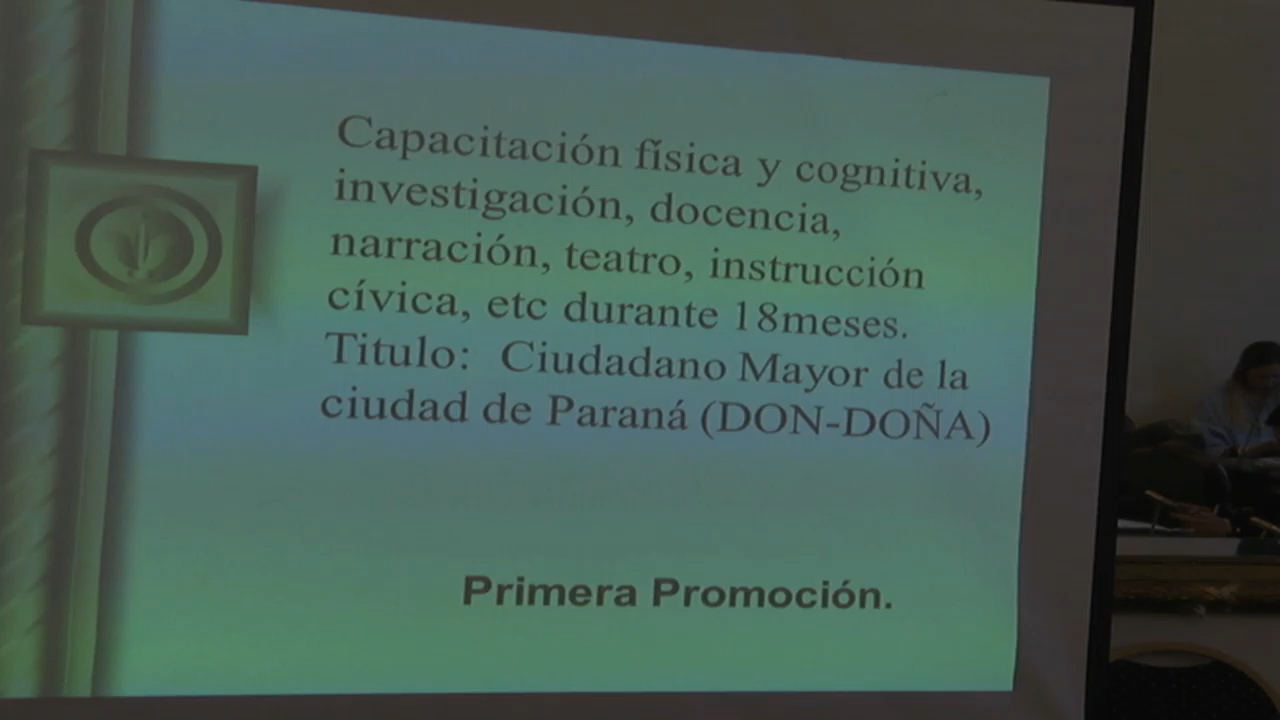 Capacitación física y cognitiva,
investigación, docencia,
narración, teatro, instrucción
cívica, etc durante 18meses.
Titulo: Ciudadano Mayor de la
ciudad de Paraná (DON-DOÑA)
Primera Promoción.